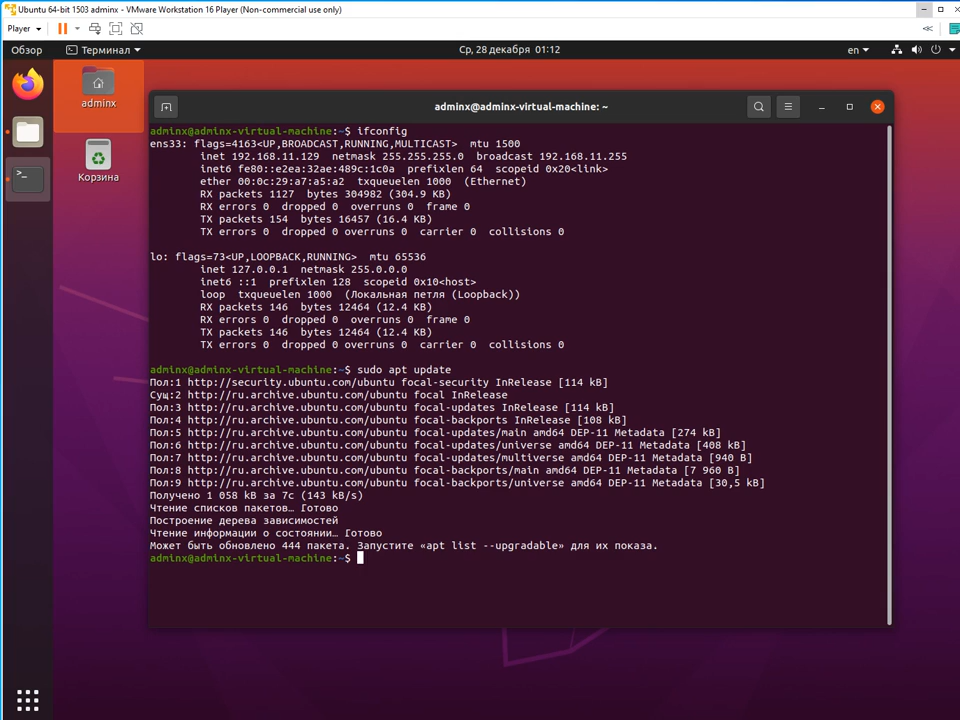 Ubuntu 64-bit 1503 adminx - VMware Workstation 16 Player (Non-commercial use only)
Player
Обзор Терминал Ср, 28 декабря 01:12 en
adminx
Корзина
adminx@adminx-virtual-machine: ~
adminx@adminx-virtual-machine:~$ ifconfig
ens33: flags=4163<UP,BROADCAST,RUNNING,MULTICAST>  mtu 1500
inet 192.168.11.129  netmask 255.255.255.0  broadcast 192.168.11.255
inet6 fe80::e2ea:32ae:489c:1c0a  prefixlen 64  scopeid 0x20<link>
ether 00:0c:29:a7:a5:a2  txqueuelen 1000  (Ethernet)
RX packets 1127  bytes 304982 (304.9 KB)
RX errors 0  dropped 0  overruns 0  frame 0
TX packets 154  bytes 16457 (16.4 KB)
TX errors 0  dropped 0 overruns 0  carrier 0  collisions 0
lo: flags=73<UP,LOOPBACK,RUNNING>  mtu 65536
inet 127.0.0.1  netmask 255.0.0.0
inet6 ::1  prefixlen 128  scopeid 0x10<host>
loop  txqueuelen 1000  (Локальная петля (Loopback))
RX packets 146  bytes 12464 (12.4 KB)
RX errors 0  dropped 0  overruns 0  frame 0
TX packets 146  bytes 12464 (12.4 KB)
TX errors 0  dropped 0 overruns 0  carrier 0  collisions 0
adminx@adminx-virtual-machine:~$ sudo apt update
Пол:1 http://security.ubuntu.com/ubuntu focal-security InRelease [114 kB]
Сущ:2 http://ru.archive.ubuntu.com/ubuntu focal InRelease
Пол:3 http://ru.archive.ubuntu.com/ubuntu focal-updates InRelease [114 kB]
Пол:4 http://ru.archive.ubuntu.com/ubuntu focal-backports InRelease [108 kB]
Пол:5 http://ru.archive.ubuntu.com/ubuntu focal-updates/main amd64 DEP-11 Metadata [274 kB]
Пол:6 http://ru.archive.ubuntu.com/ubuntu focal-updates/universe amd64 DEP-11 Metadata [408 kB]
Пол:7 http://ru.archive.ubuntu.com/ubuntu focal-updates/multiverse amd64 DEP-11 Metadata [940 B]
Пол:8 http://ru.archive.ubuntu.com/ubuntu focal-backports/main amd64 DEP-11 Metadata [7 960 B]
Пол:9 http://ru.archive.ubuntu.com/ubuntu focal-backports/universe amd64 DEP-11 Metadata [30,5 kB]
Получено 1 058 kB за 7с (143 kB/s)
Чтение списков пакетов… Готово
Построение дерева зависимостей
Чтение информации о состоянии… Готово
Может быть обновлено 444 пакета. Запустите «apt list --upgradable» для их показа.
adminx@adminx-virtual-machine:~$